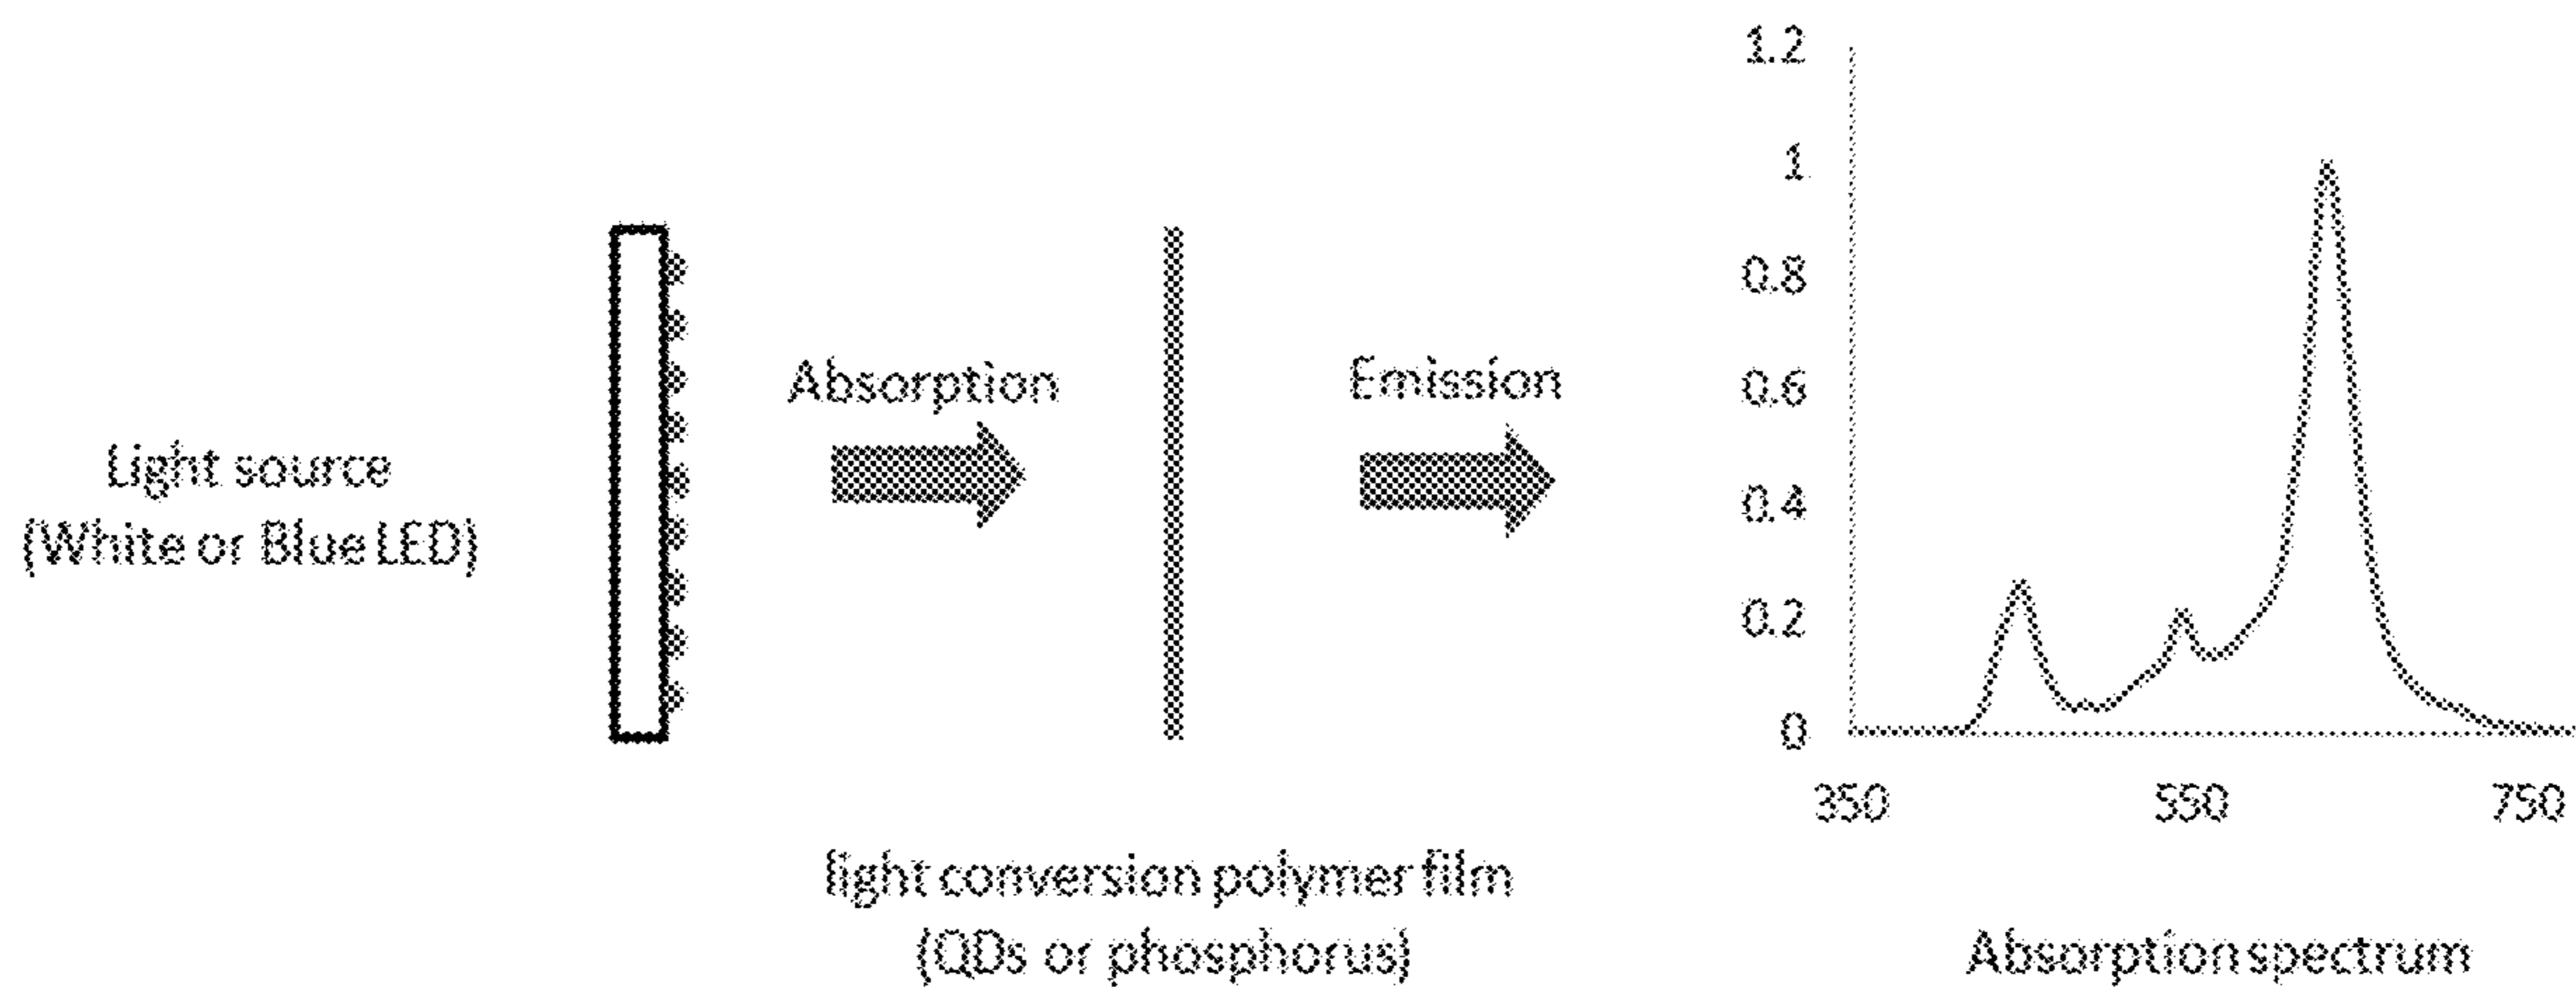 Light source
(White or Blue LED)
Absorption
Emission
light conversion polymer film
(QDs or phosphorus)
1.2
1
0.8
0.6
0.4
0.2
0
350 550 750
Absorption spectrum